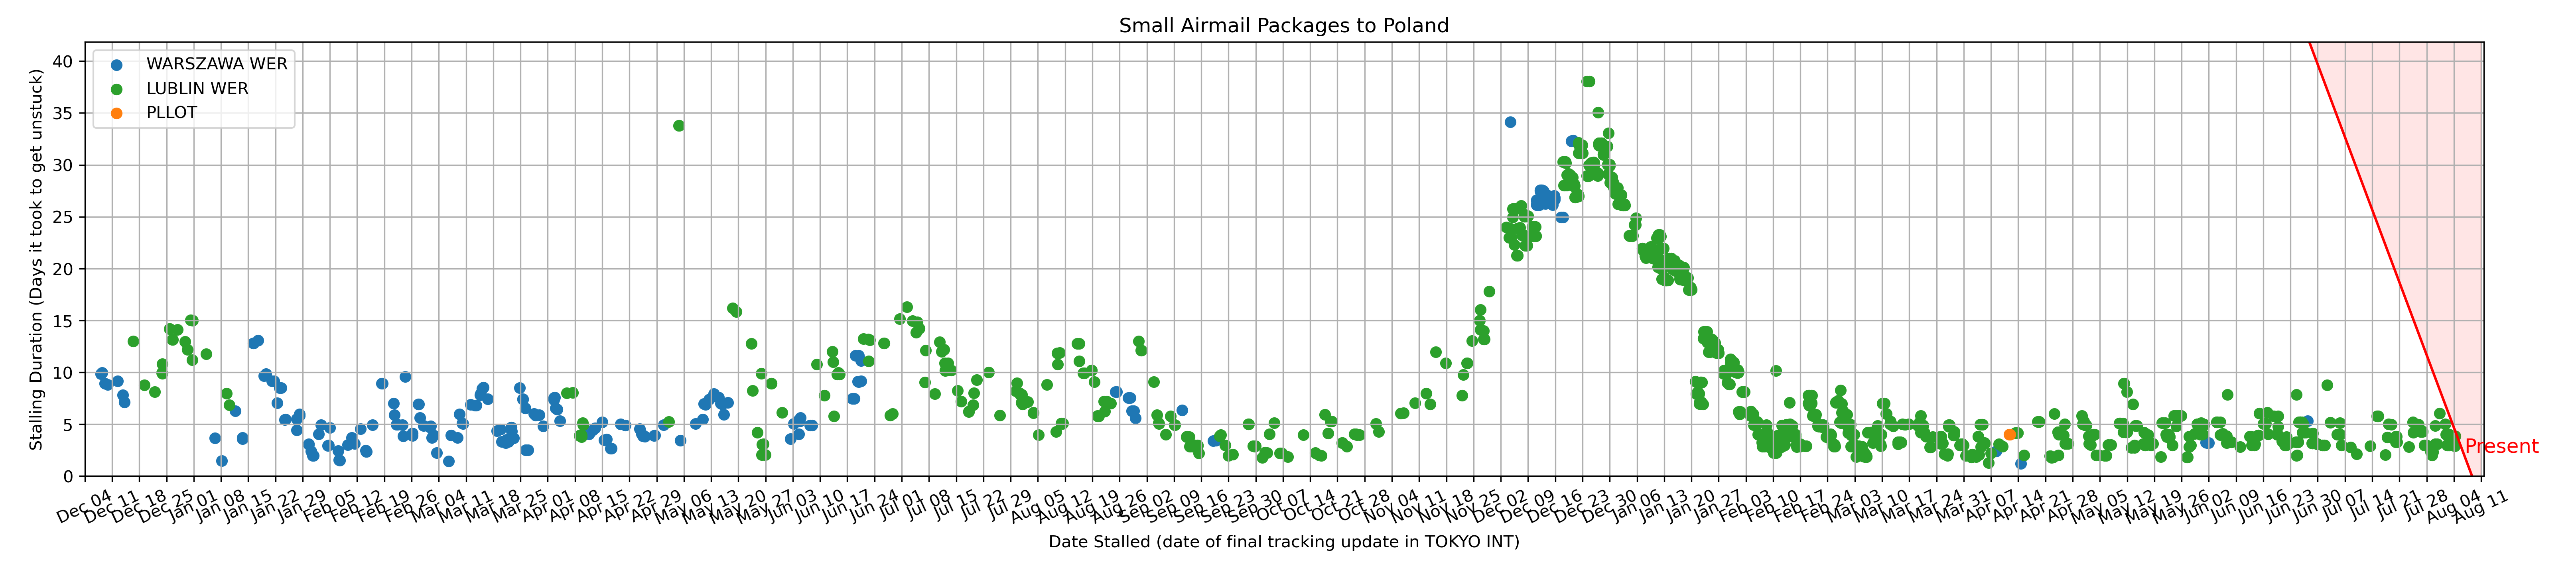 Small Airmail Packages to Poland
Stalling Duration (Days it took to get unstuck)
40
35
30
25
20
15
10
5
0
WARSZAWA WER
LUBLIN WER
PLLOT
Present
Dec 04
Dec 11
Dec 18
Dec 25
Jan 01
Jan 08
Jan 15
Jan 22
Jan 29
Feb 05
Feb 12
Feb 19
Feb 26
Mar 04
Mar 11
Mar 18
Mar 25
Apr 01
Apr 08
Apr 15
Apr 22
Apr 29
May 06
May 13
May 20
May 27
Jun 03
Jun 10
Jun 17
Jun 24
Jul 01
Jul 08
Jul 15
Jul 22
Jul 29
Aug 05
Aug 12
Aug 19
Aug 26
Sep 02
Sep 09
Sep 16
Sep 23
Sep 30
Oct 07
Oct 14
Oct 21
Oct 28
Nov 04
Nov 11
Nov 18
Nov 25
Dec 02
Dec 09
Dec 16
Dec 23
Dec 30
Jan 06
Jan 13
Jan 20
Jan 27
Feb 03
Feb 10
Feb 17
Feb 24
Mar 03
Mar 10
Mar 17
Mar 24
Mar 31
Apr 07
Apr 14
Apr 21
Apr 28
May 05
May 12
May 19
May 26
Jun 02
Jun 09
Jun 16
Jun 23
Jun 30
Jul 07
Jul 14
Jul 21
Jul 28
Aug 04
Aug 11
Date Stalled (date of final tracking update in TOKYO INT)